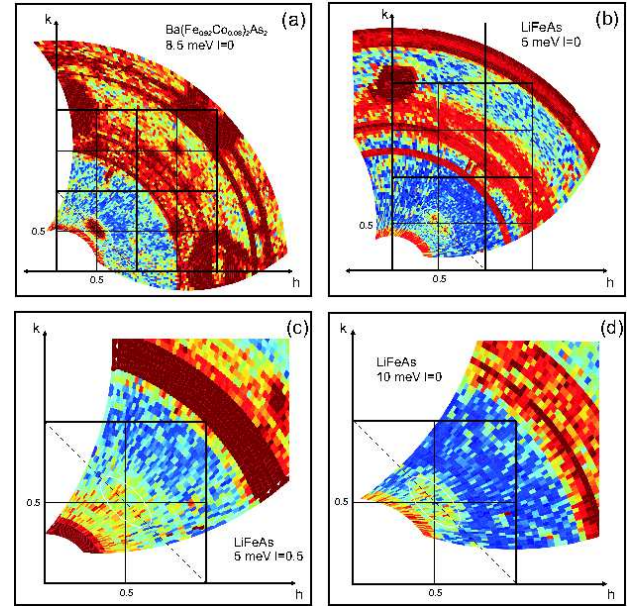 (a)
k
Ba(Fe0.92Co0.08)2As2
8.5 meV l=0
0.5
0.5
h
(b)
k
LiFeAs
5 meV l=0
0.5
0.5
h
(c)
k
0.5
LiFeAs
5 meV l=0.5
0.5
h
(d)
k
LiFeAs
10 meV l=0
0.5
0.5
h